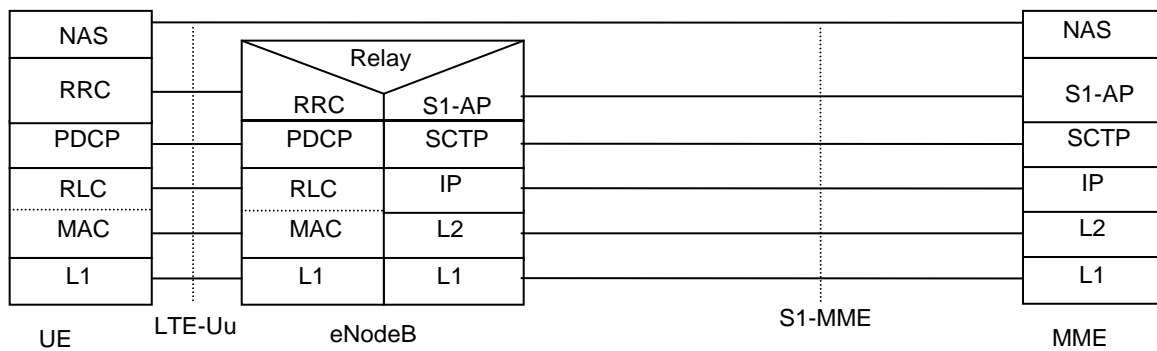 NAS
NAS
Relay
RRC
RRC
S1-AP
S1-AP
PDCP
PDCP
SCTP
SCTP
RLC
RLC
IP
IP
MAC
MAC
L2
L2
L1
L1
L1
L1
UE
LTE-Uu
eNodeB
S1-MME
MME